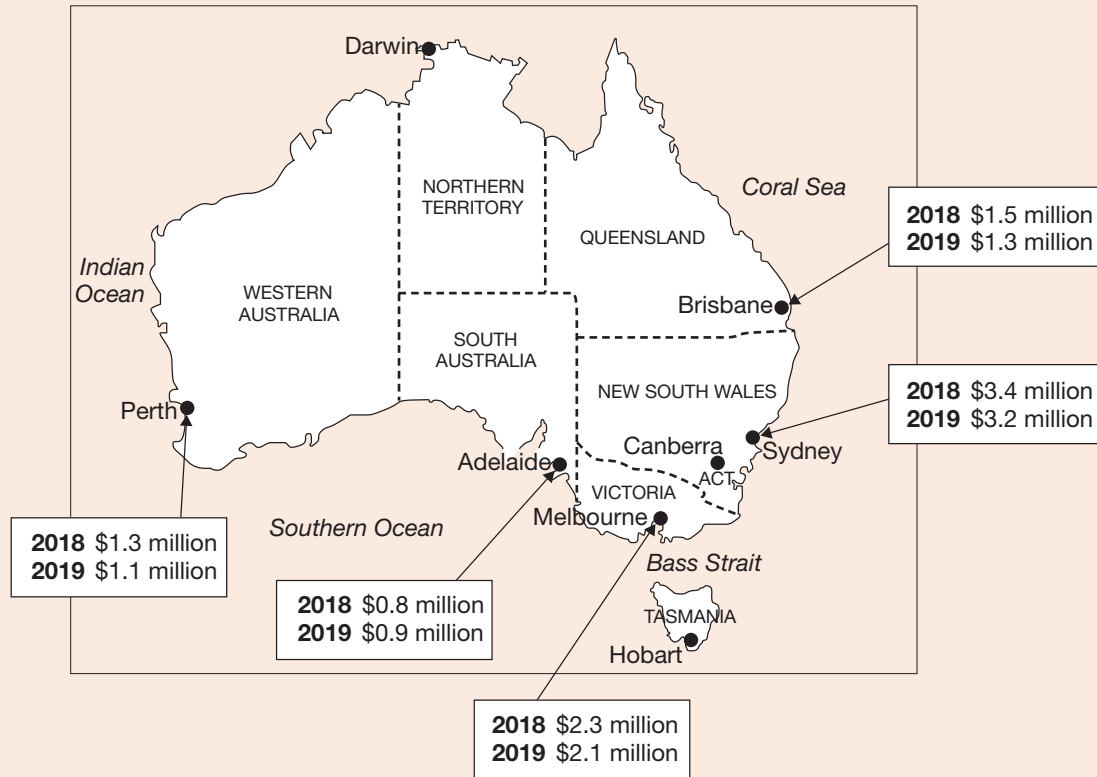 Darwin
NORTHERN
TERRITORY
Coral Sea
2018 $1.5 million
2019 $1.3 million
QUEENSLAND
Indian
Ocean
WESTERN
AUSTRALIA
Brisbane
SOUTH
AUSTRALIA
NEW SOUTH WALES
2018 $3.4 million
2019 $3.2 million
Perth
Canberra
Sydney
Adelaide
ACT
VICTORIA
Melbourne
Southern Ocean
2018 $1.3 million
2019 $1.1 million
Bass Strait
2018 $0.8 million
2019 $0.9 million
TASMANIA
Hobart
2018 $2.3 million
2019 $2.1 million